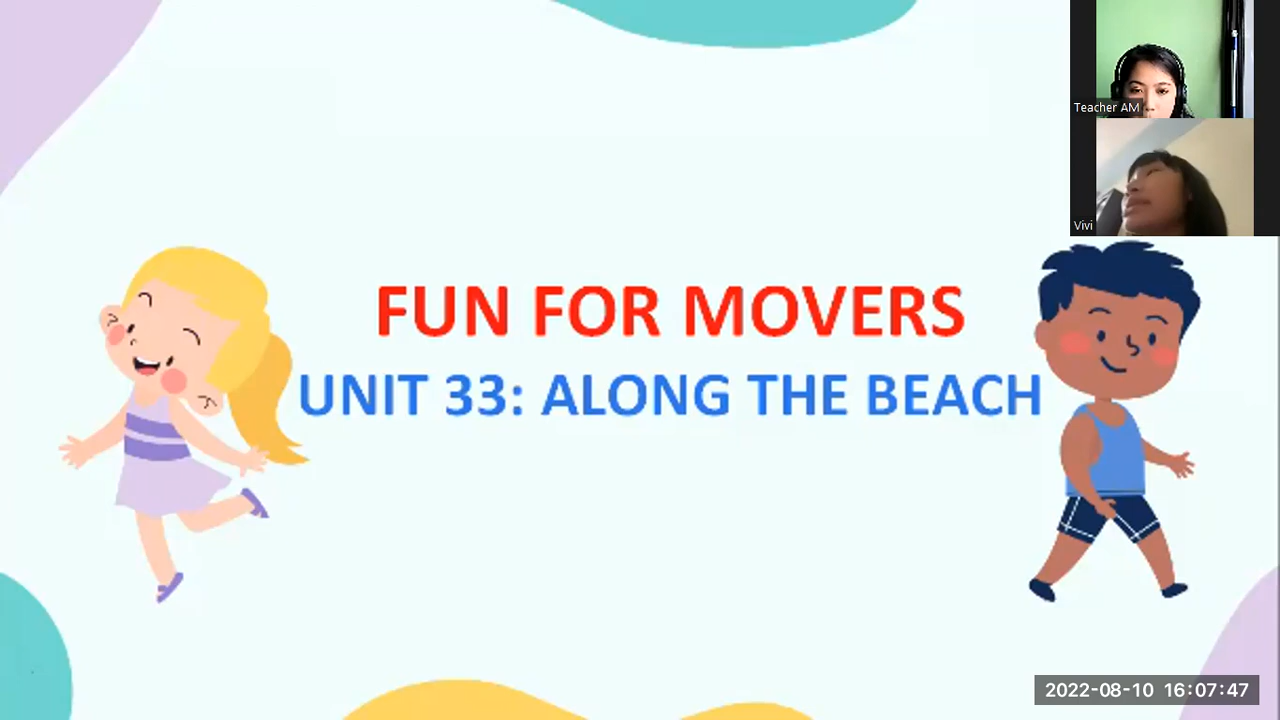 Teacher AM
Vivi
FUN FOR MOVERS
UNIT 33: ALONG THE BEACH
2022-08-10 16:07:47